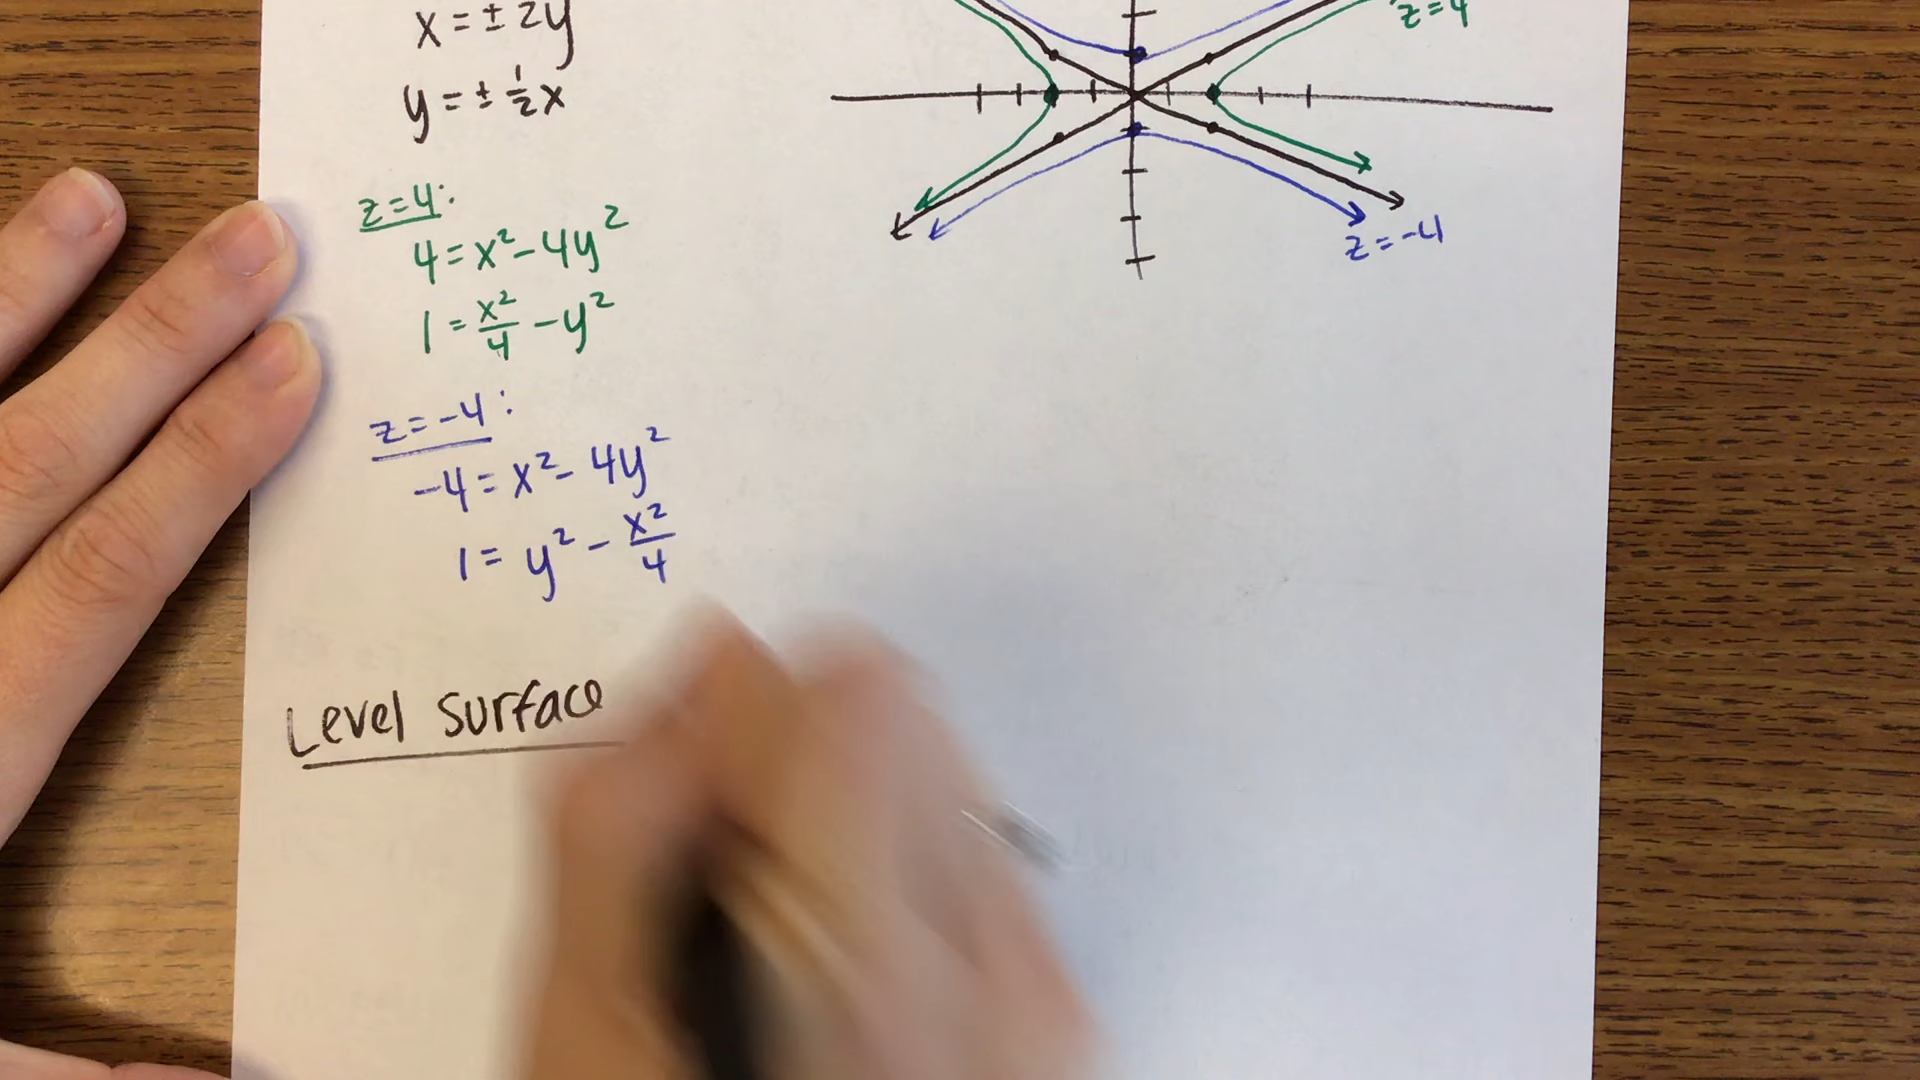 x = ± 2y
y = ± 1/2 x
z=4:
4 = x² - 4y²
1 = x²/4 - y²
z=-4:
-4 = x² - 4y²
1 = y² - x²/4
Level surface
z=4
z=-4